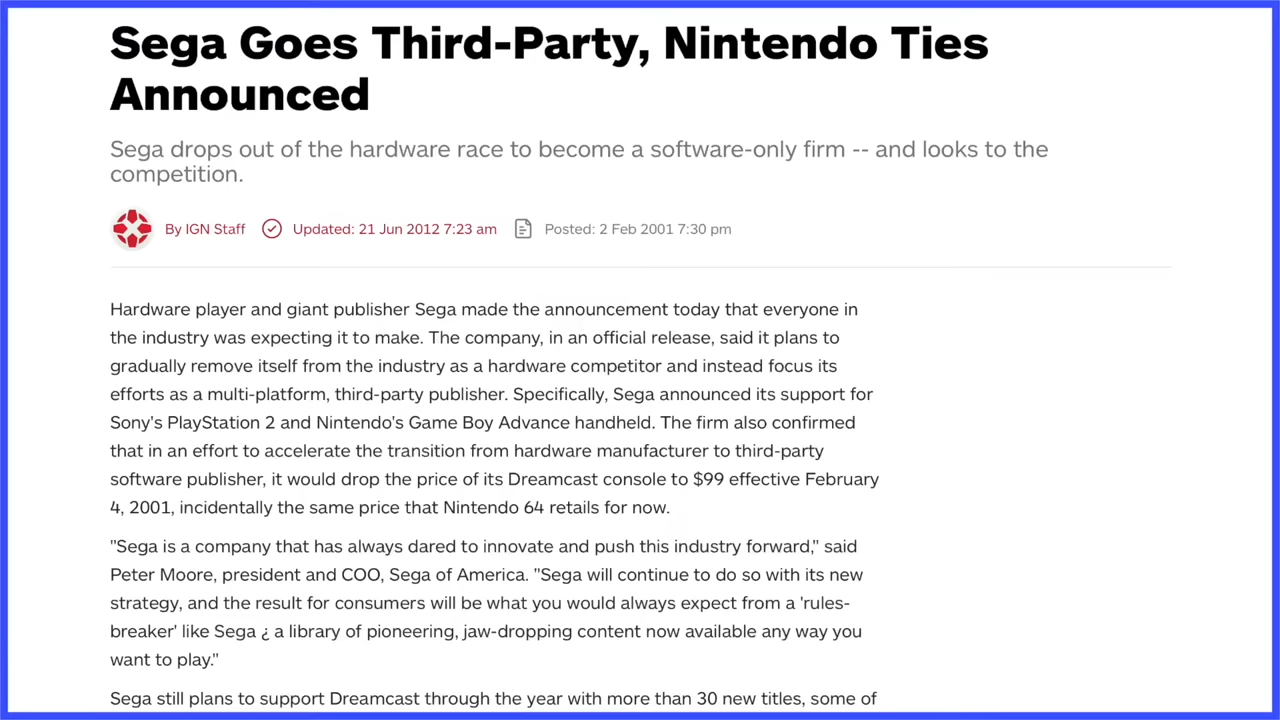 Sega Goes Third-Party, Nintendo Ties
Announced
Sega drops out of the hardware race to become a software-only firm -- and looks to the
competition.
By IGN Staff Updated: 21 Jun 2012 7:23 am Posted: 2 Feb 2001 7:30 pm
Hardware player and giant publisher Sega made the announcement today that everyone in
the industry was expecting it to make. The company, in an official release, said it plans to
gradually remove itself from the industry as a hardware competitor and instead focus its
efforts as a multi-platform, third-party publisher. Specifically, Sega announced its support for
Sony's PlayStation 2 and Nintendo's Game Boy Advance handheld. The firm also confirmed
that in an effort to accelerate the transition from hardware manufacturer to third-party
software publisher, it would drop the price of its Dreamcast console to $99 effective February
4, 2001, incidentally the same price that Nintendo 64 retails for now.
"Sega is a company that has always dared to innovate and push this industry forward," said
Peter Moore, president and COO, Sega of America. "Sega will continue to do so with its new
strategy, and the result for consumers will be what you would always expect from a 'rules-
breaker' like Sega ¿ a library of pioneering, jaw-dropping content now available any way you
want to play."
Sega still plans to support Dreamcast through the year with more than 30 new titles, some of